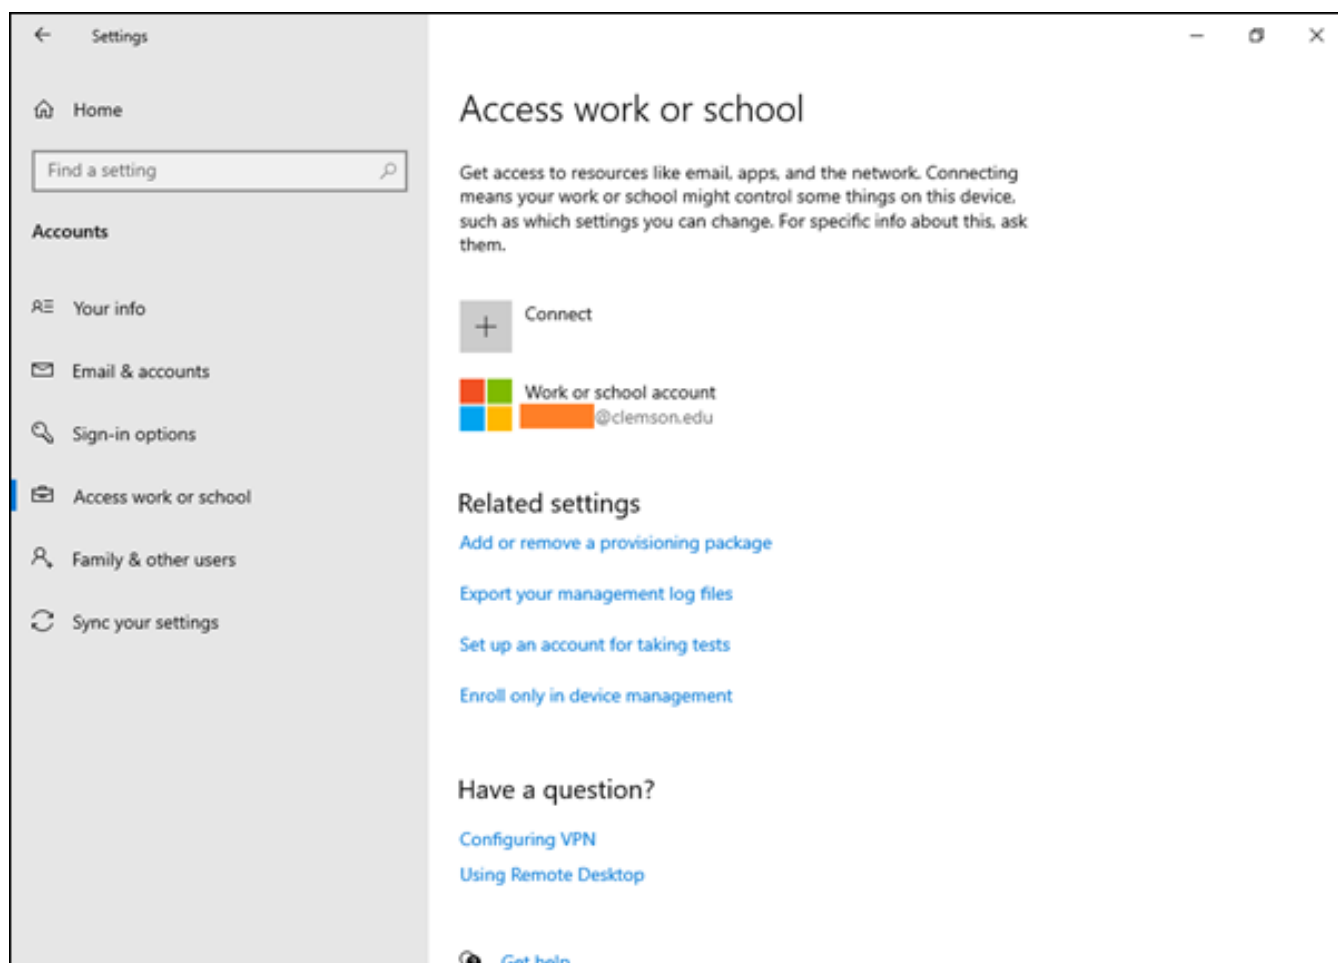 Settings
Home
Find a setting
Accounts
Your info
Email & accounts
Sign-in options
Access work or school
Family & other users
Sync your settings
Access work or school
Get access to resources like email, apps, and the network. Connecting
means your work or school might control some things on this device,
such as which settings you can change. For specific info about this, ask
them.
Connect
Work or school account
@clemson.edu
Related settings
Add or remove a provisioning package
Export your management log files
Set up an account for taking tests
Enroll only in device management
Have a question?
Configuring VPN
Using Remote Desktop
Get help